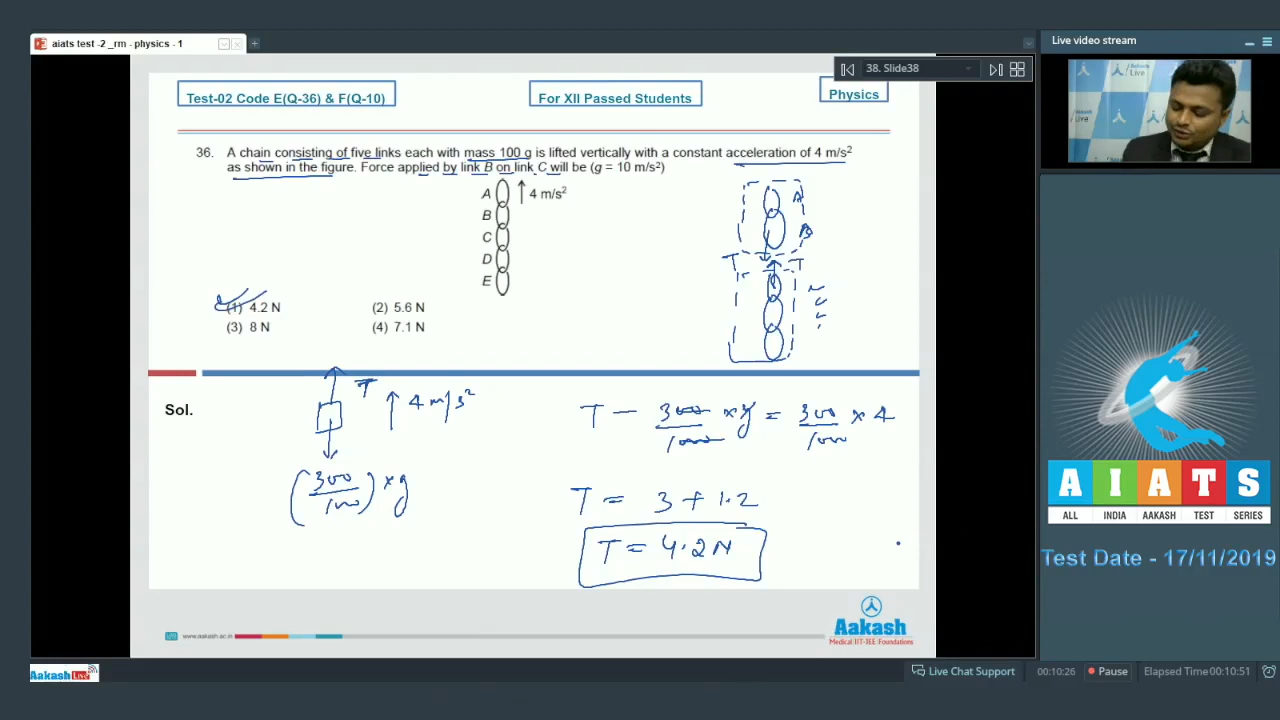 aiats test -2 _rm - physics - 1
Live video stream
38. Slide38
Test-02 Code E(Q-36) & F(Q-10)
For XII Passed Students
Physics
36. A chain consisting of five links each with mass 100 g is lifted vertically with a constant acceleration of 4 m/s²
as shown in the figure. Force applied by link B on link C will be (g = 10 m/s²)
A
4 m/s²
B
C
D
E
A
B
T
T
(1) 4.2 N
(2) 5.6 N
(3) 8 N
(4) 7.1 N
Sol.
T
4 m/s²
(300/1000) × g
T - 300/1000 × g = 300/1000 × 4
T = 3 + 1.2
T = 4.2 N
A I A T S
ALL INDIA AAKASH TEST SERIES
Test Date - 17/11/2019
www.aakash.ac.in
Aakash
Medical|IIT-JEE|Foundations
Aakash Live
Live Chat Support
00:10:26
Pause
Elapsed Time 00:10:51